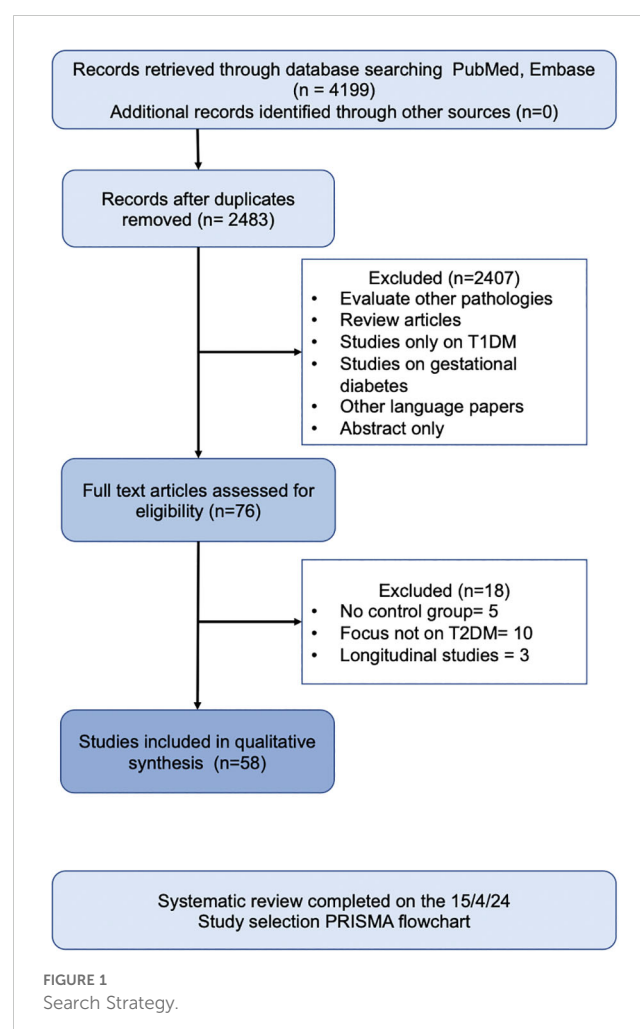 Records retrieved through database searching PubMed, Embase
(n = 4199)
Additional records identified through other sources (n=0)
Records after duplicates
removed (n= 2483)
Excluded (n=2407)
• Evaluate other pathologies
• Review articles
• Studies only on T1DM
• Studies on gestational
diabetes
• Other language papers
• Abstract only
Full text articles assessed for
eligibility (n=76)
Excluded (n=18)
• No control group= 5
• Focus not on T2DM= 10
• Longitudinal studies = 3
Studies included in qualitative
synthesis (n=58)
Systematic review completed on the 15/4/24
Study selection PRISMA flowchart
FIGURE 1
Search Strategy.